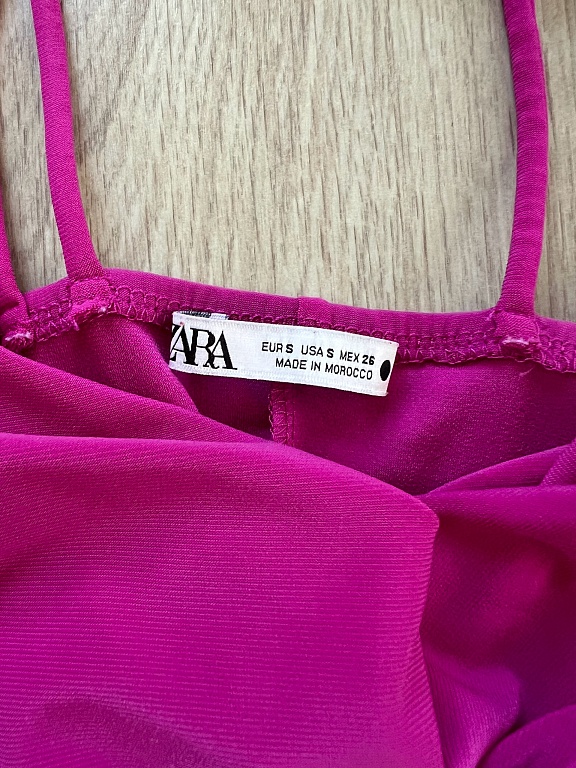 ZARA
EUR S USA S MEX 26
MADE IN MOROCCO